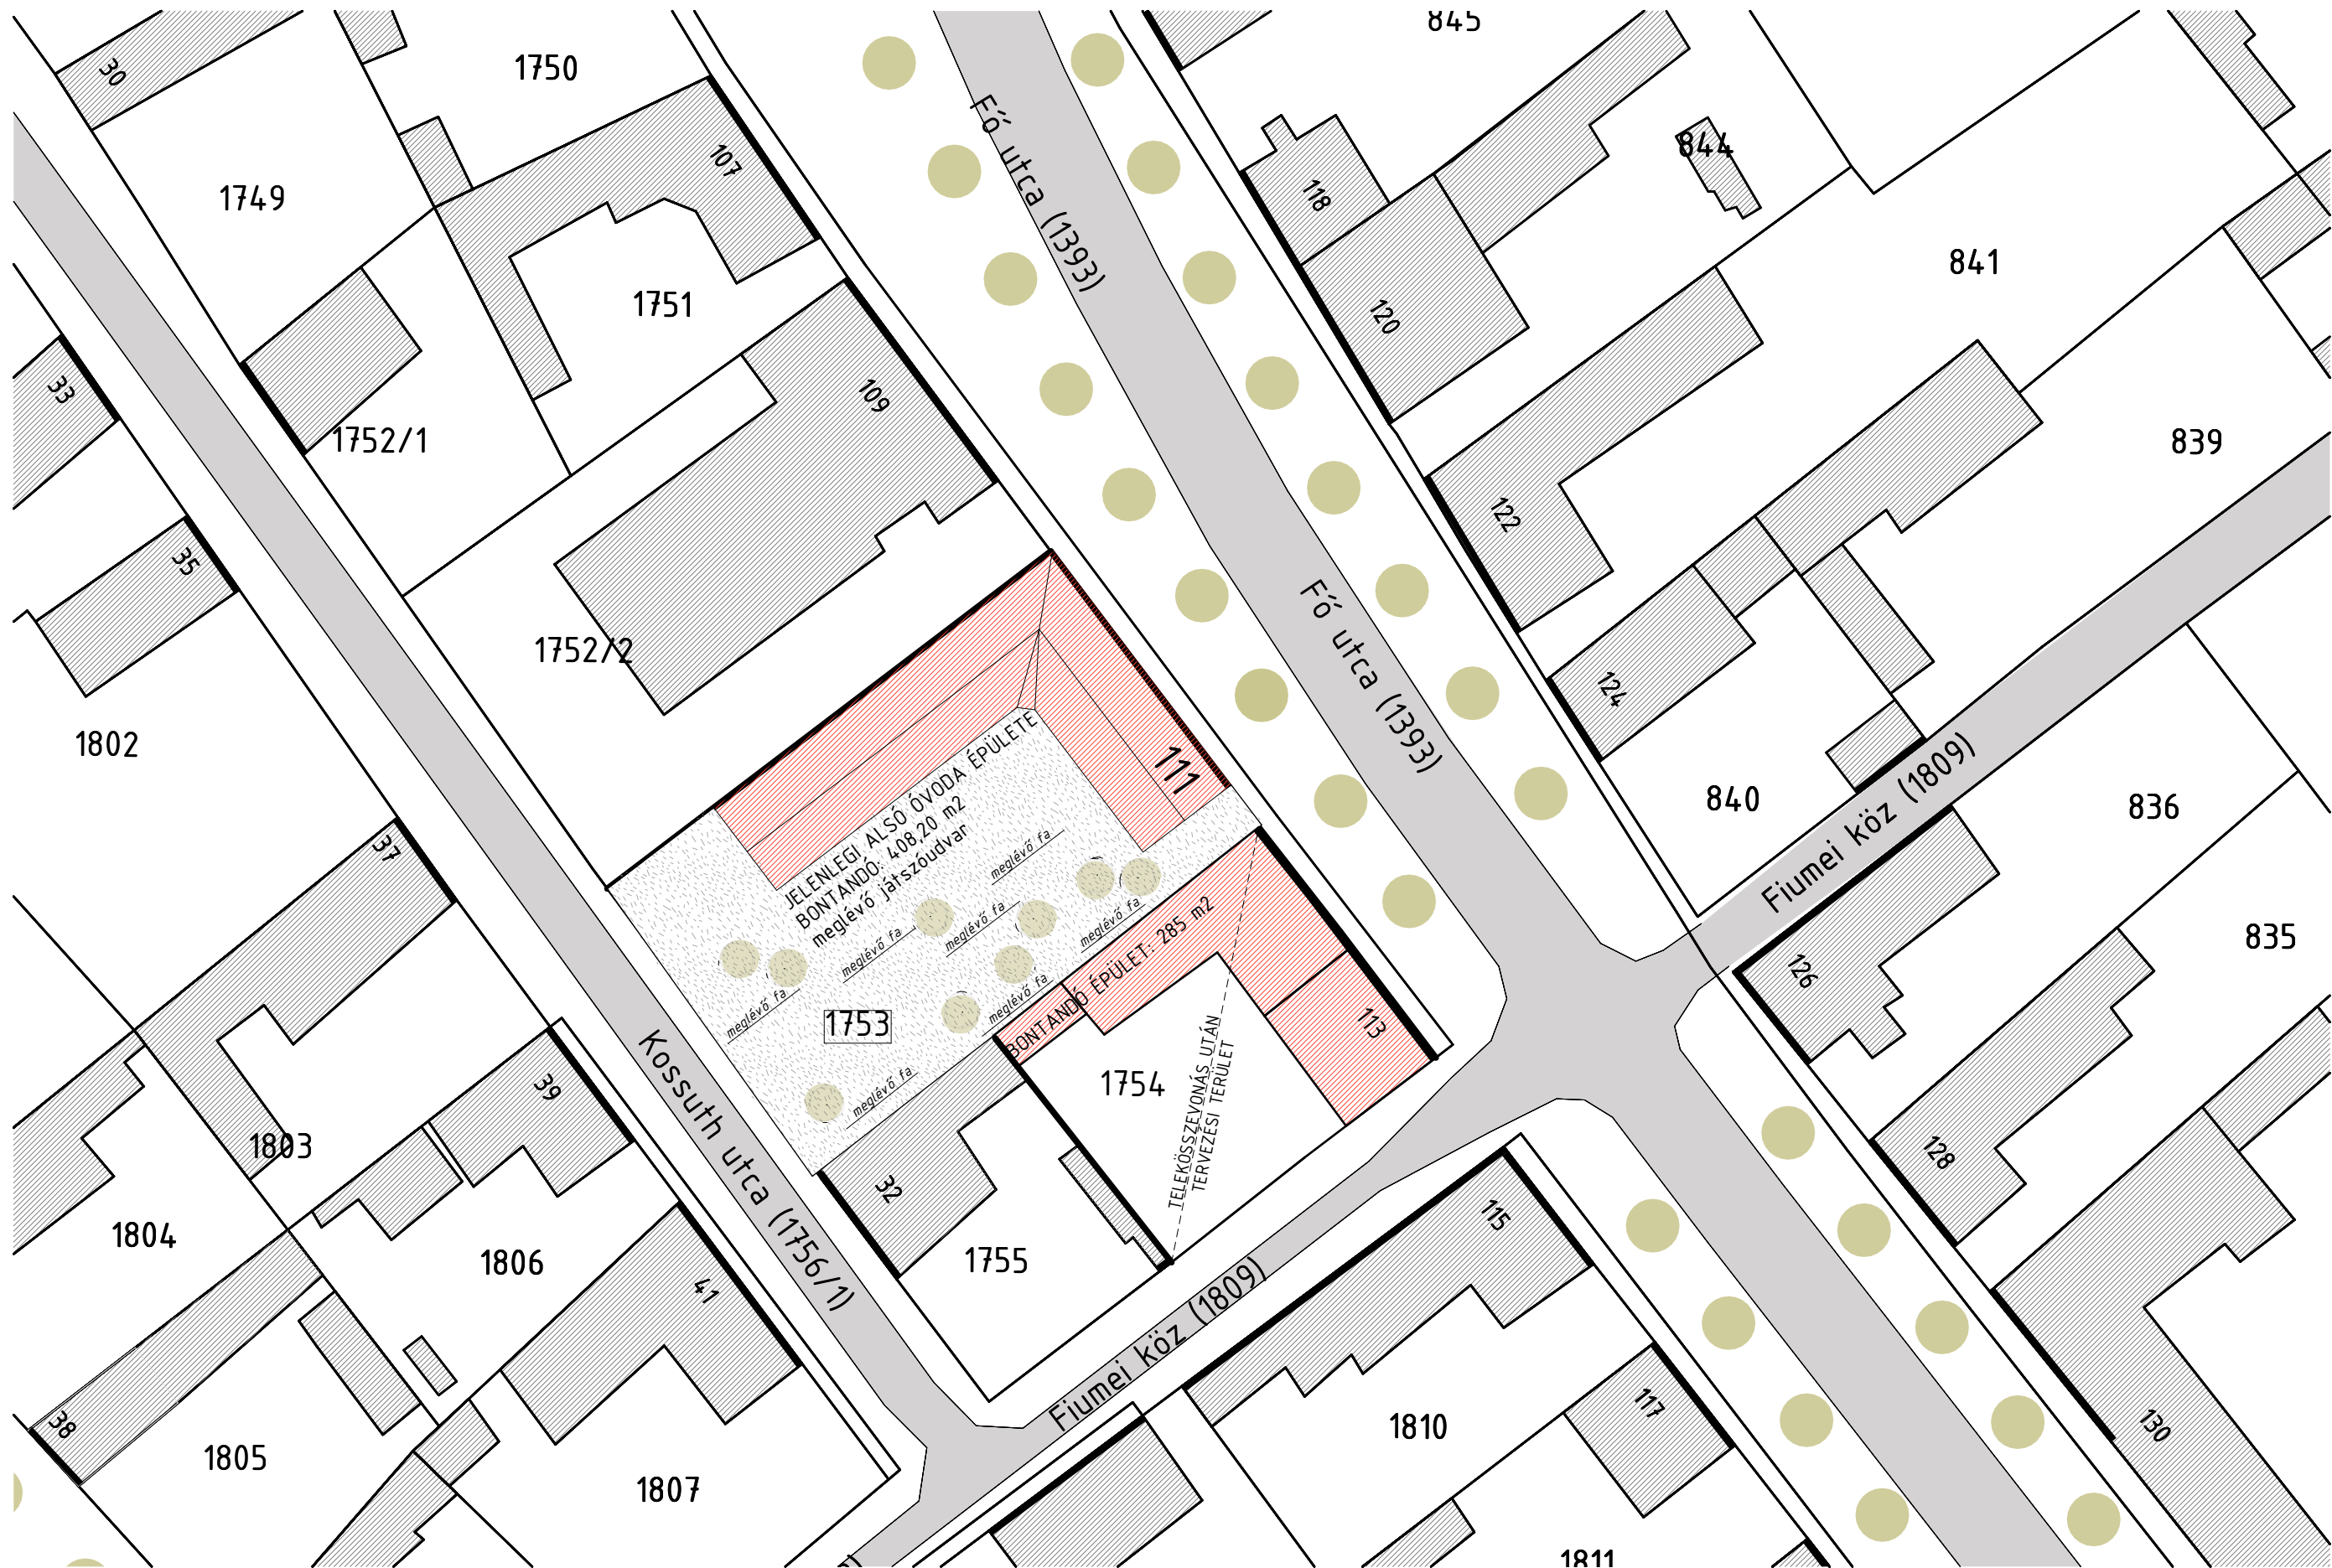 845
30
1750
844
107
Fő utca (1393)
1749
118
841
1751
120
33
109
1752/1
839
122
35
1752/2
Fő utca (1393)
124
1802
111
JELENLEGI ALSÓ ÓVODA ÉPÜLETE
BONTANDÓ: 408,20 m2
meglévő játszóudvar
840
Fiumei köz (1809)
836
37
meglévő fa
meglévő fa
meglévő fa
meglévő fa
meglévő fa
meglévő fa
meglévő fa
BONTANDÓ ÉPÜLET: 285 m2
835
126
1753
113
1754
TELEKÖSSZEVONÁS UTÁN
TERVEZÉSI TERÜLET
Kossuth utca (1756/1)
39
1803
128
32
1804
115
1806
1755
41
Fiumei köz (1809)
38
117
1810
130
1805
1807
1811